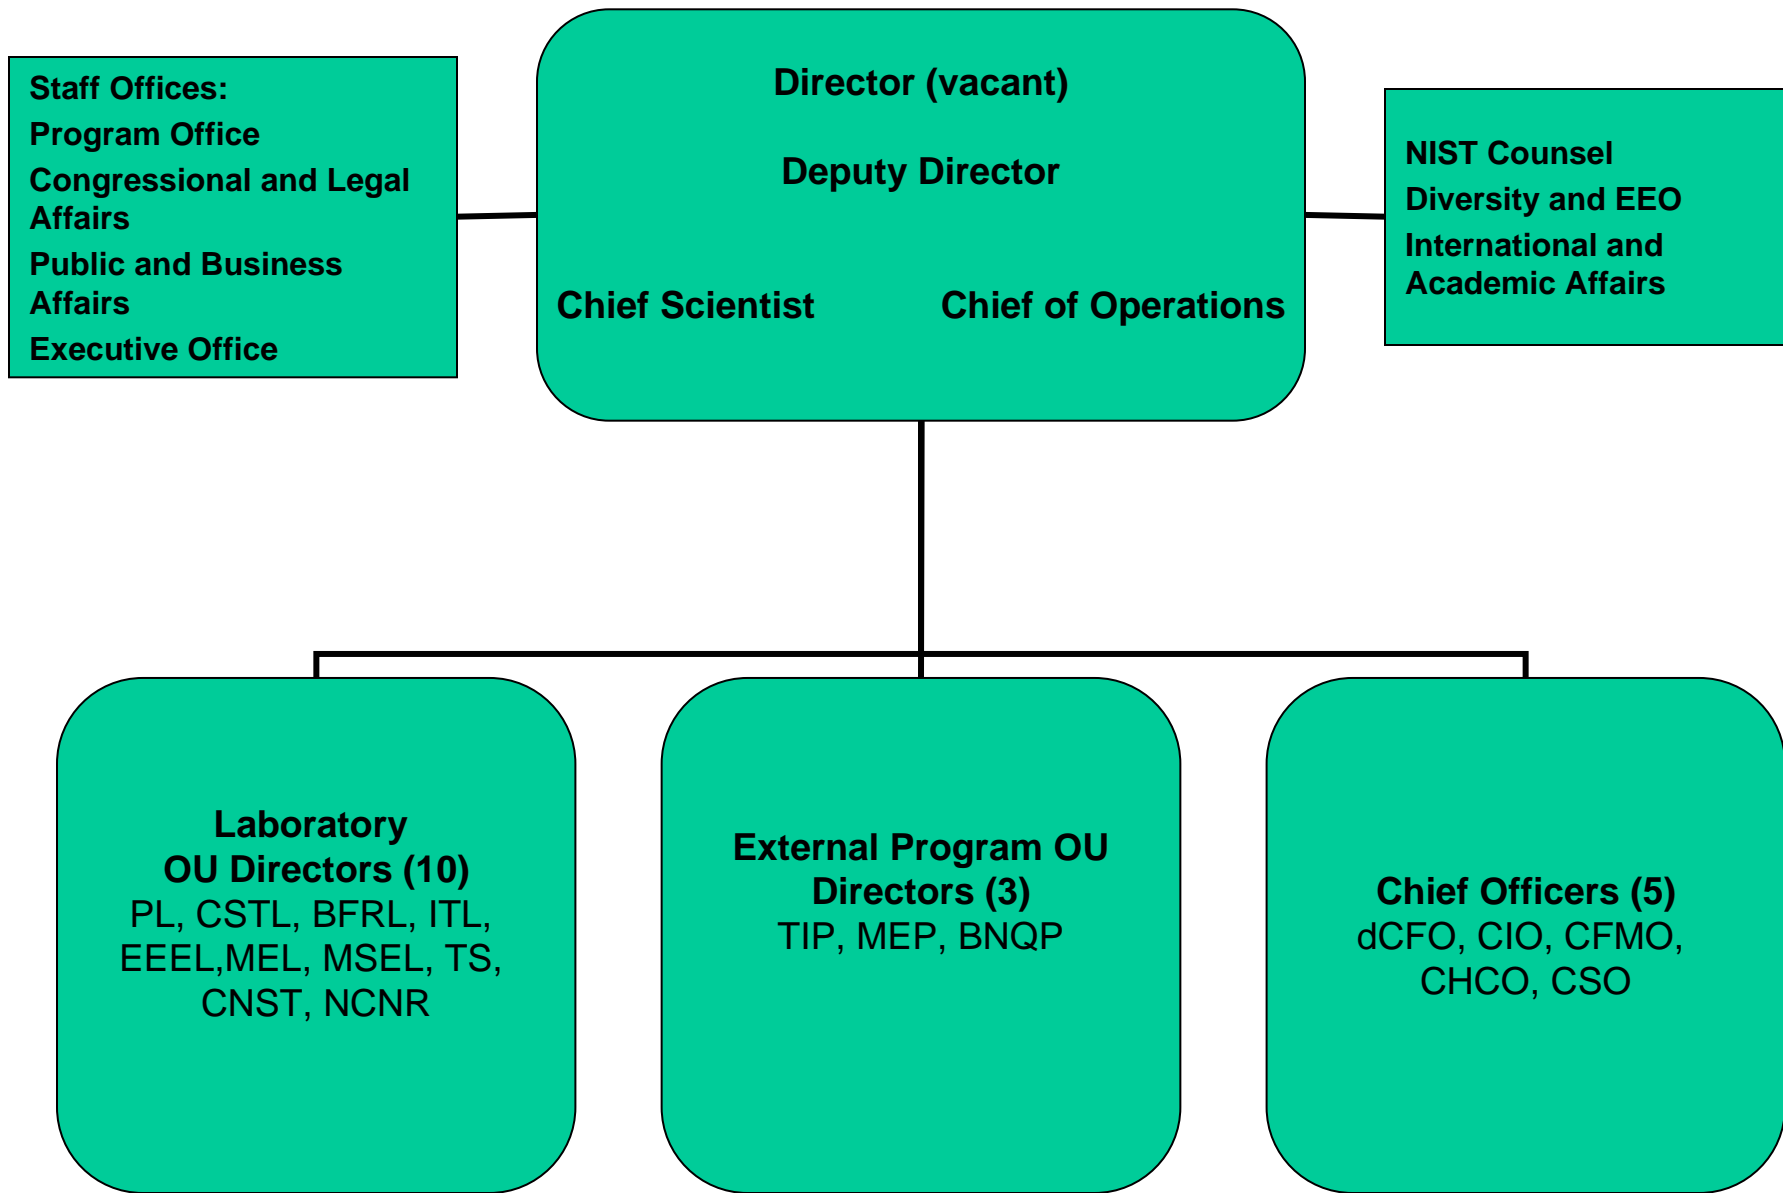 Staff Offices:
Program Office
Congressional and Legal
Affairs
Public and Business
Affairs
Executive Office
Director (vacant)
Deputy Director
Chief Scientist
Chief of Operations
NIST Counsel
Diversity and EEO
International and
Academic Affairs
Laboratory
OU Directors (10)
PL, CSTL, BFRL, ITL,
EEEL,MEL, MSEL, TS,
CNST, NCNR
External Program OU
Directors (3)
TIP, MEP, BNQP
Chief Officers (5)
dCFO, CIO, CFMO,
CHCO, CSO